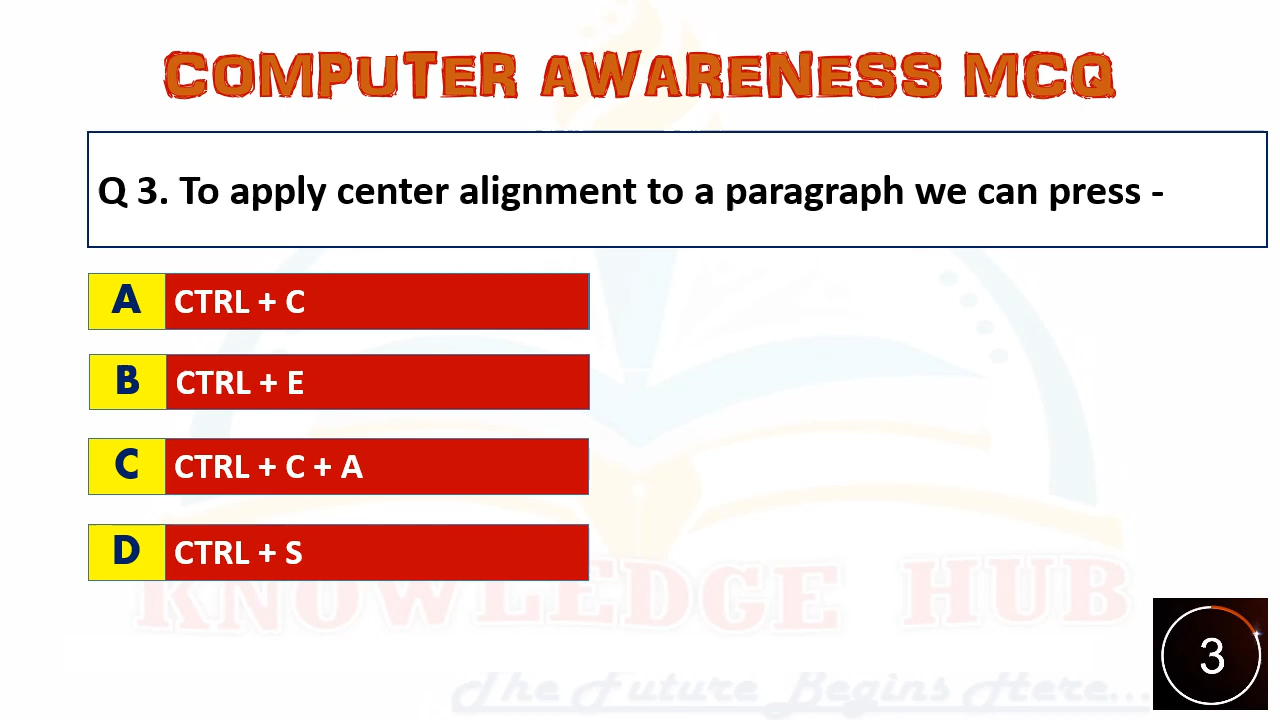 COMPUTER AWARENESS MCQ
Q 3. To apply center alignment to a paragraph we can press -
A CTRL + C
B CTRL + E
C CTRL + C + A
D CTRL + S
KNOWLEDGE HUB
The Future Begins Here...
3